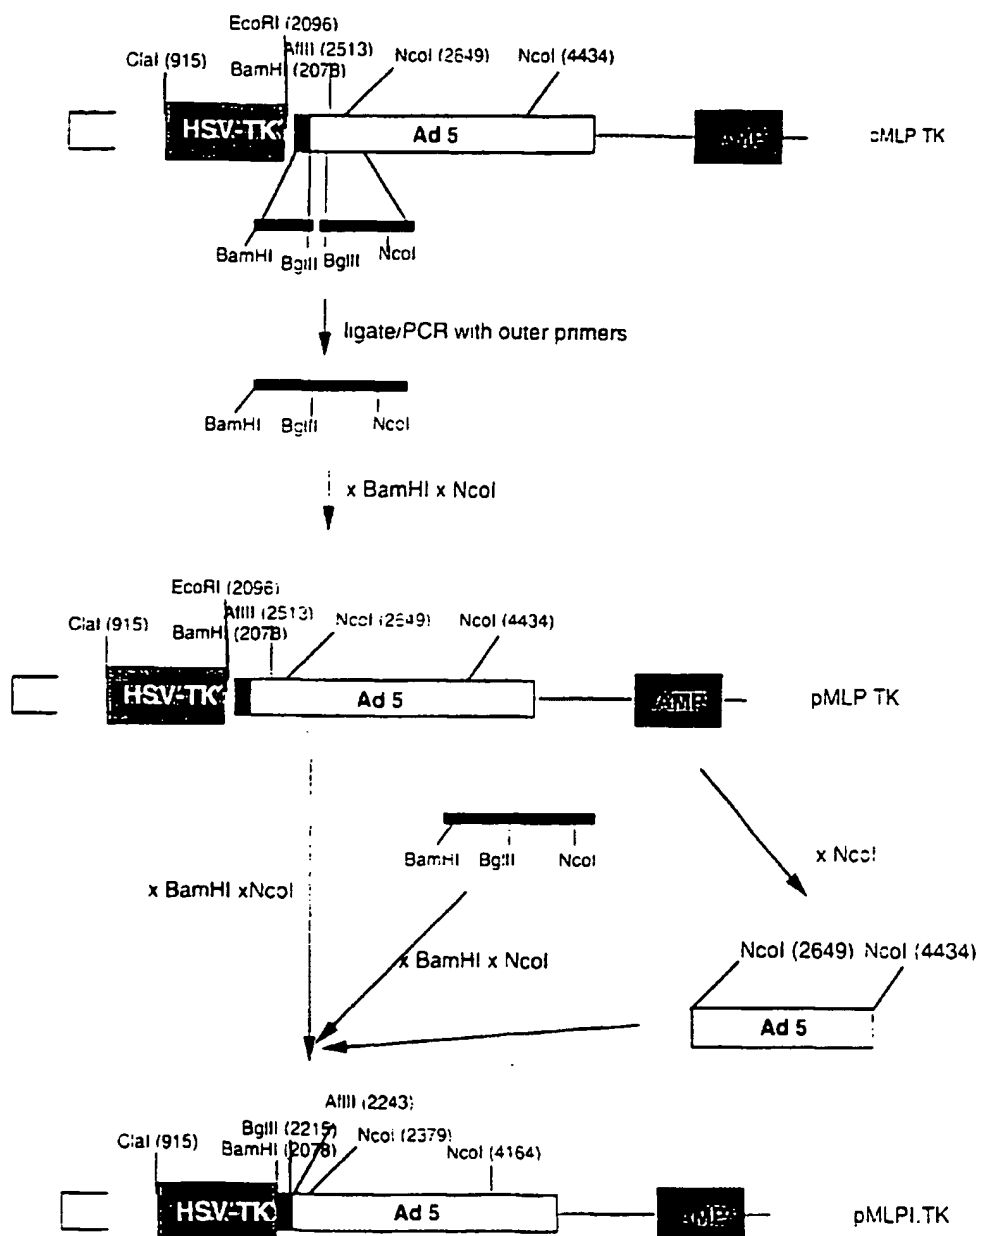 EcoRI (2096)
AflII (2513)
ClaI (915)
BamHI (2078)
NcoI (2649)
NcoI (4434)
HSV-TK
Ad 5
AMP
pMLP TK
BamHI
BglII
BglII
NcoI
ligate/PCR with outer primers
BamHI
BglII
NcoI
x BamHI x NcoI
EcoRI (2096)
AflII (2513)
ClaI (915)
BamHI (2078)
NcoI (2649)
NcoI (4434)
HSV-TK
Ad 5
AMP
pMLP TK
BamHI
BglII
NcoI
x NcoI
x BamHI xNcoI
x BamHI x NcoI
NcoI (2649) NcoI (4434)
Ad 5
AflII (2243)
BglII (2215)
ClaI (915)
BamHI (2078)
NcoI (2379)
NcoI (4164)
HSV-TK
Ad 5
AMP
pMLPI.TK